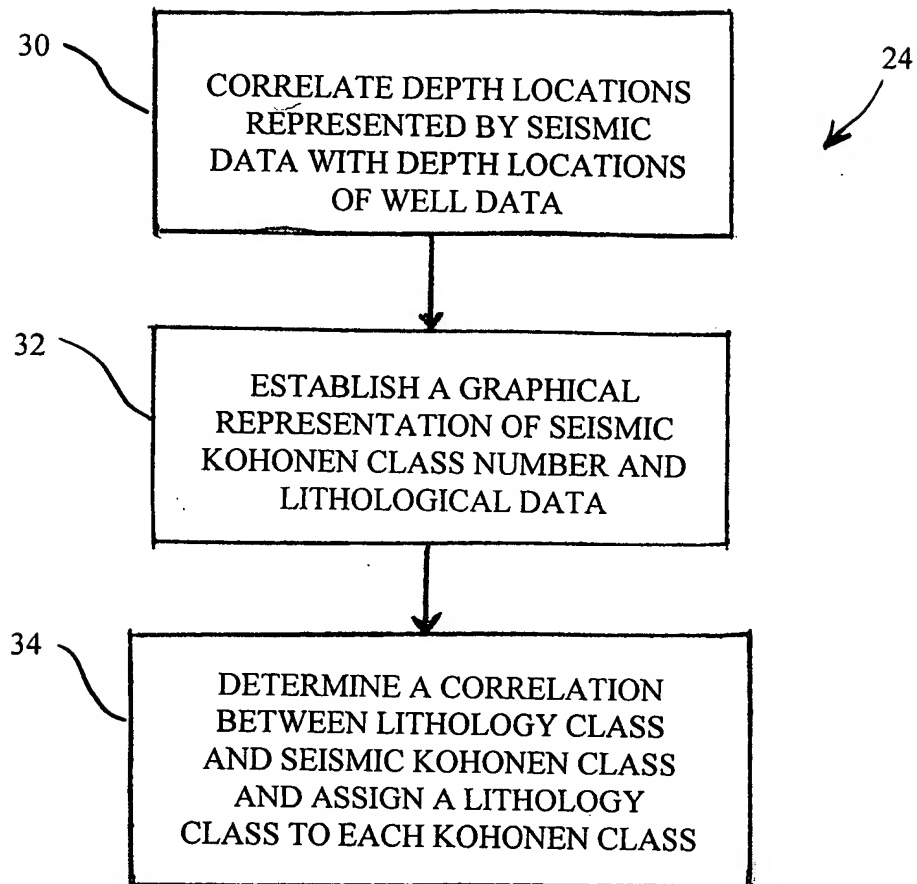 30
24
CORRELATE DEPTH LOCATIONS
REPRESENTED BY SEISMIC
DATA WITH DEPTH LOCATIONS
OF WELL DATA
32
ESTABLISH A GRAPHICAL
REPRESENTATION OF SEISMIC
KOHONEN CLASS NUMBER AND
LITHOLOGICAL DATA
34
DETERMINE A CORRELATION
BETWEEN LITHOLOGY CLASS
AND SEISMIC KOHONEN CLASS
AND ASSIGN A LITHOLOGY
CLASS TO EACH KOHONEN CLASS